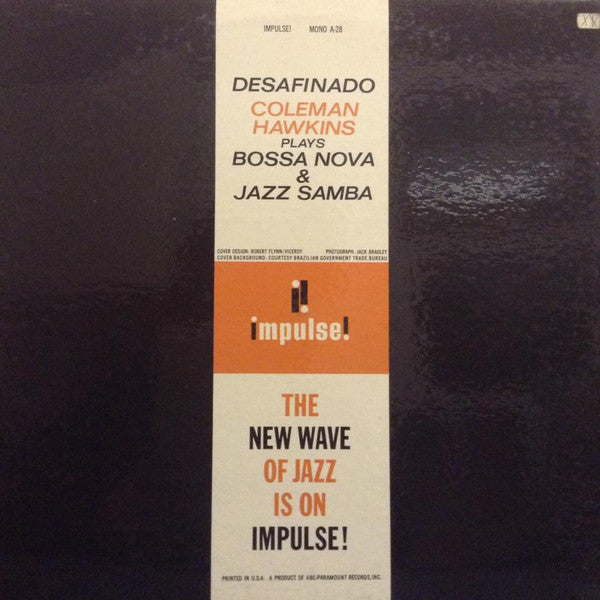 IMPULSE! MONO A-28
DESAFINADO
COLEMAN
HAWKINS
PLAYS
BOSSA NOVA
&
JAZZ SAMBA
COVER DESIGN: ROBERT FLYNN/VICEROY PHOTOGRAPH: JACK BRADLEY
COVER BACKGROUND: COURTESY BRAZILIAN GOVERNMENT TRADE BUREAU
impulse!
THE
NEW WAVE
OF JAZZ
IS ON
IMPULSE!
PRINTED IN U.S.A. A PRODUCT OF ABC-PARAMOUNT RECORDS, INC.